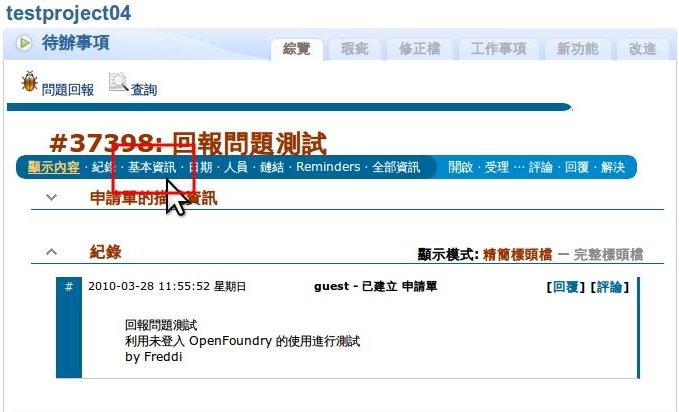 testproject04
待辦事項
綜覽 瑕疵 修正檔 工作事項 新功能 改進
問題回報 查詢
#37398: 回報問題測試
顯示內容 · 紀錄 · 基本資訊 · 日期 · 人員 · 鏈結 · Reminders · 全部資訊 開啟 · 受理 ··· 評論 · 回覆 · 解決
申請單的描 資訊
紀錄 顯示模式: 精簡標頭檔 — 完整標頭檔
# 2010-03-28 11:55:52 星期日 guest - 已建立 申請單 [回覆] [評論]
回報問題測試
利用未登入 OpenFoundry 的使用進行測試
by Freddi